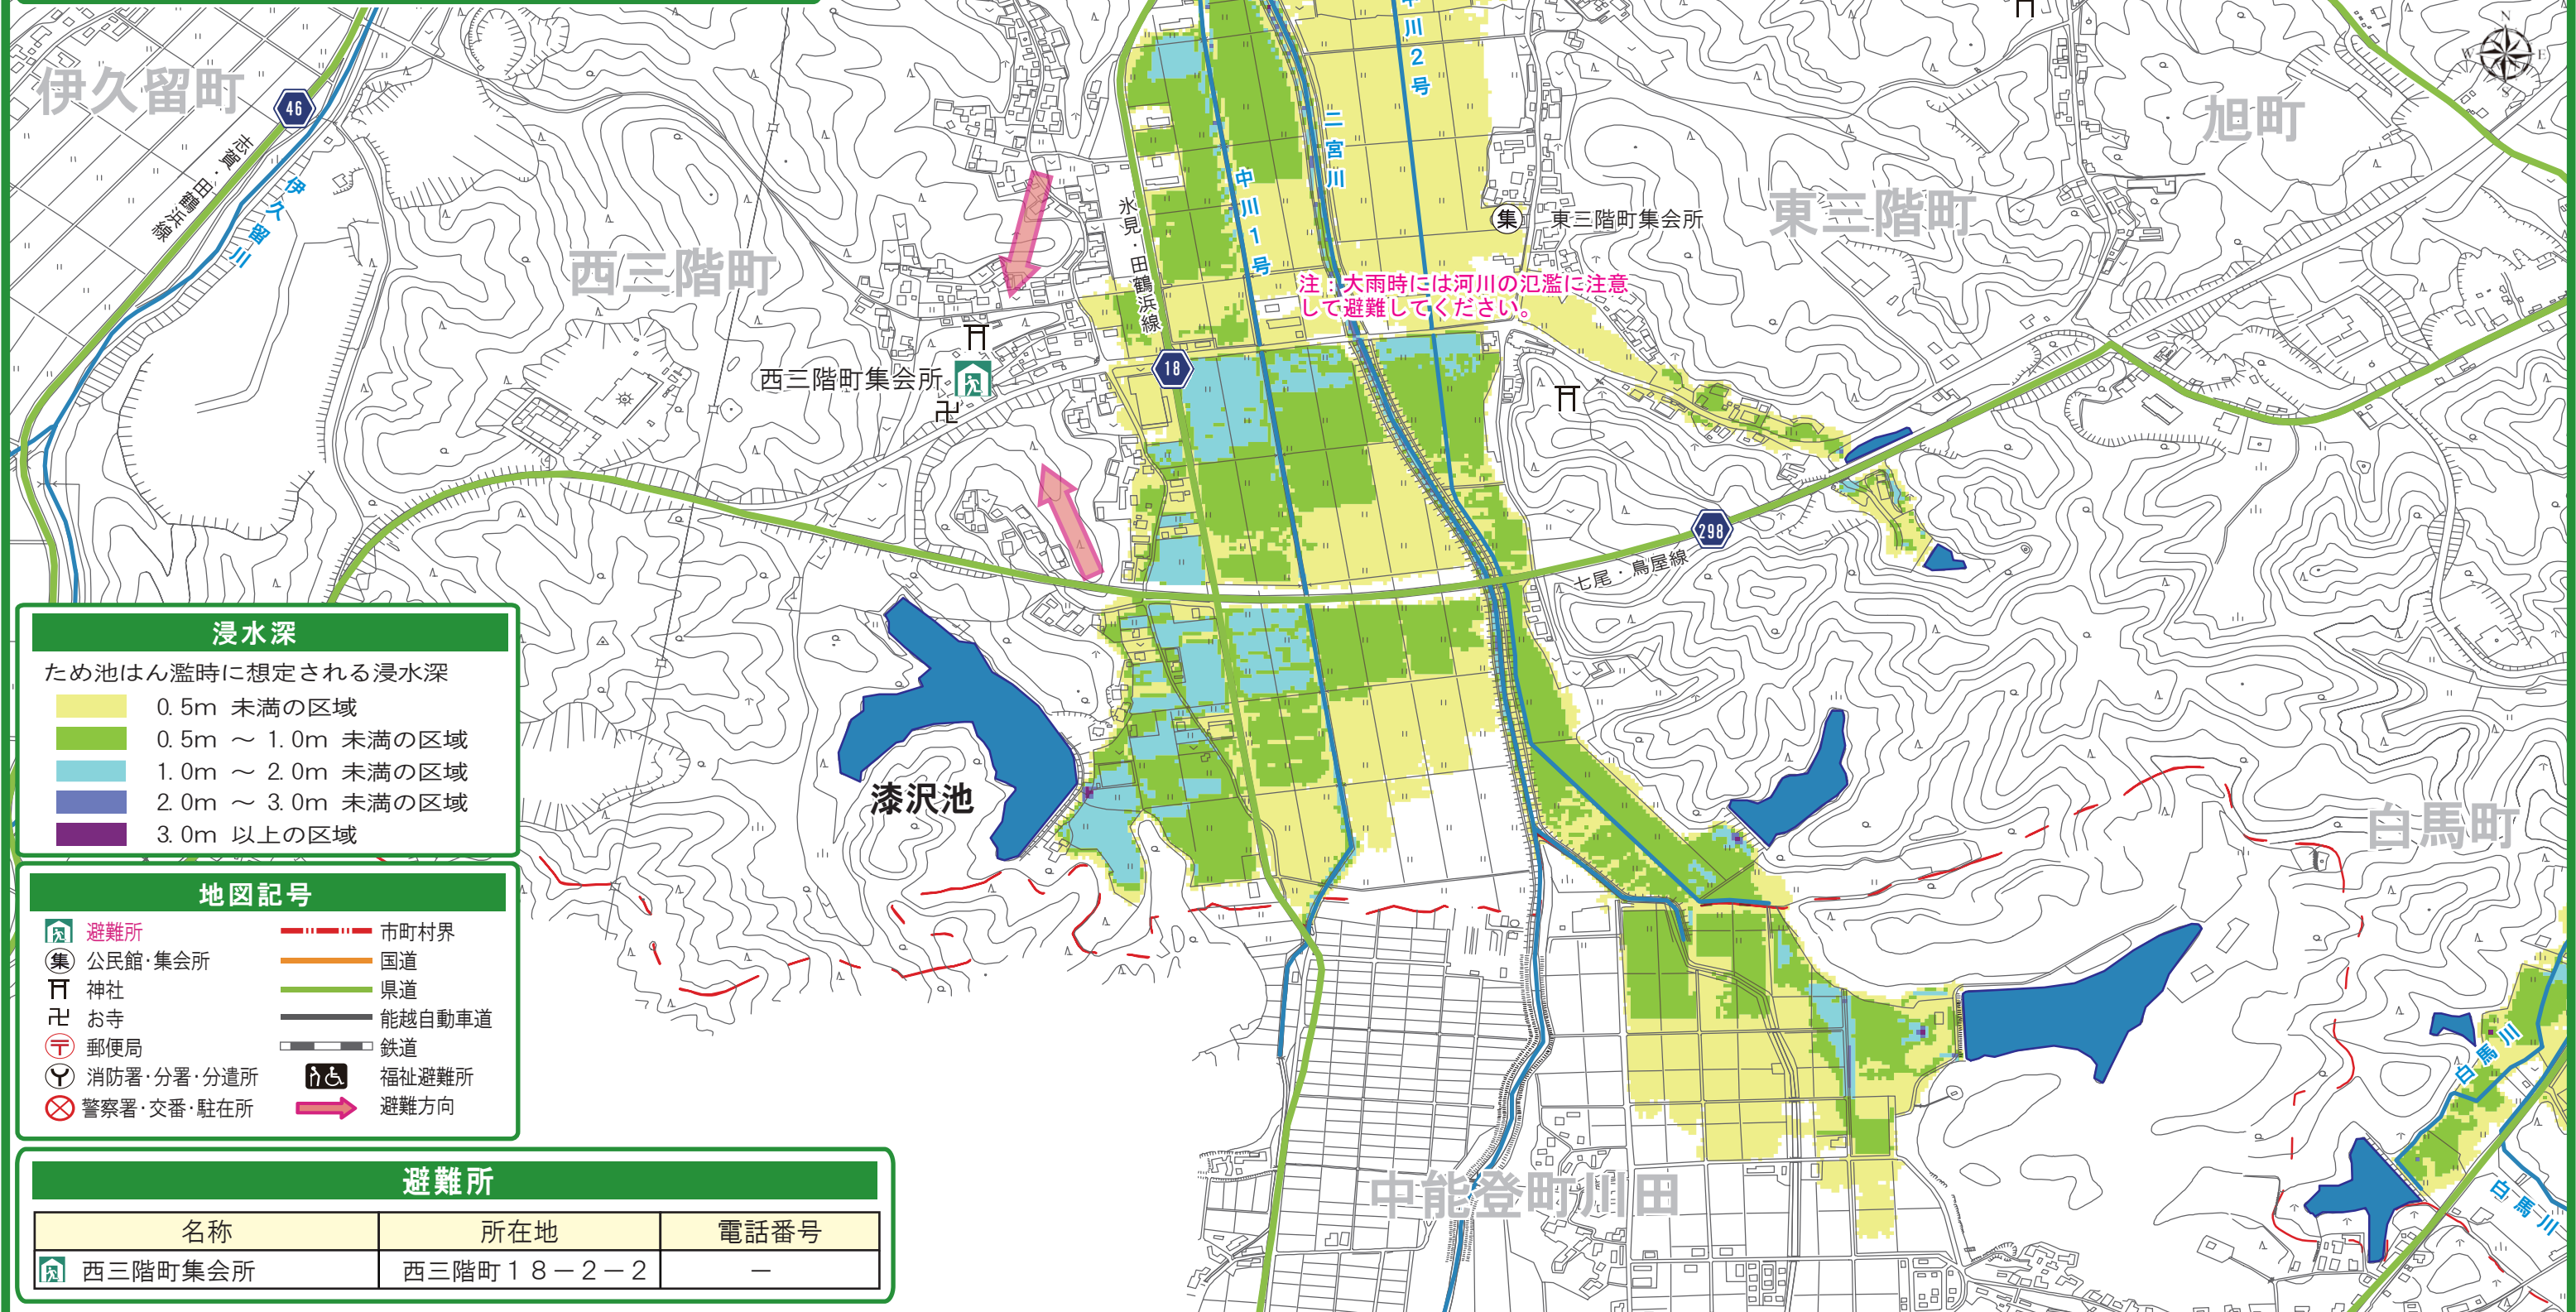 伊久留町
46
志賀・田鶴浜線
伊久留川
西三階町
氷見・田鶴浜線
中川1号
二宮川
中川2号
集 東三階町集会所
東三階町
旭町
N
W E
S
注：大雨時には河川の氾濫に注意
して避難してください。
西三階町集会所
18
298
七尾・鳥屋線
漆沢池
白馬町
白馬川
白馬川
中能登町川田
浸水深
ため池はん濫時に想定される浸水深
0.5m 未満の区域
0.5m ～ 1.0m 未満の区域
1.0m ～ 2.0m 未満の区域
2.0m ～ 3.0m 未満の区域
3.0m 以上の区域
地図記号
避難所 市町村界
集 公民館・集会所 国道
神社 県道
卍 お寺 能越自動車道
郵便局 鉄道
消防署・分署・分遣所 福祉避難所
警察署・交番・駐在所 避難方向
避難所
名称 所在地 電話番号
西三階町集会所 西三階町１８－２－２ －